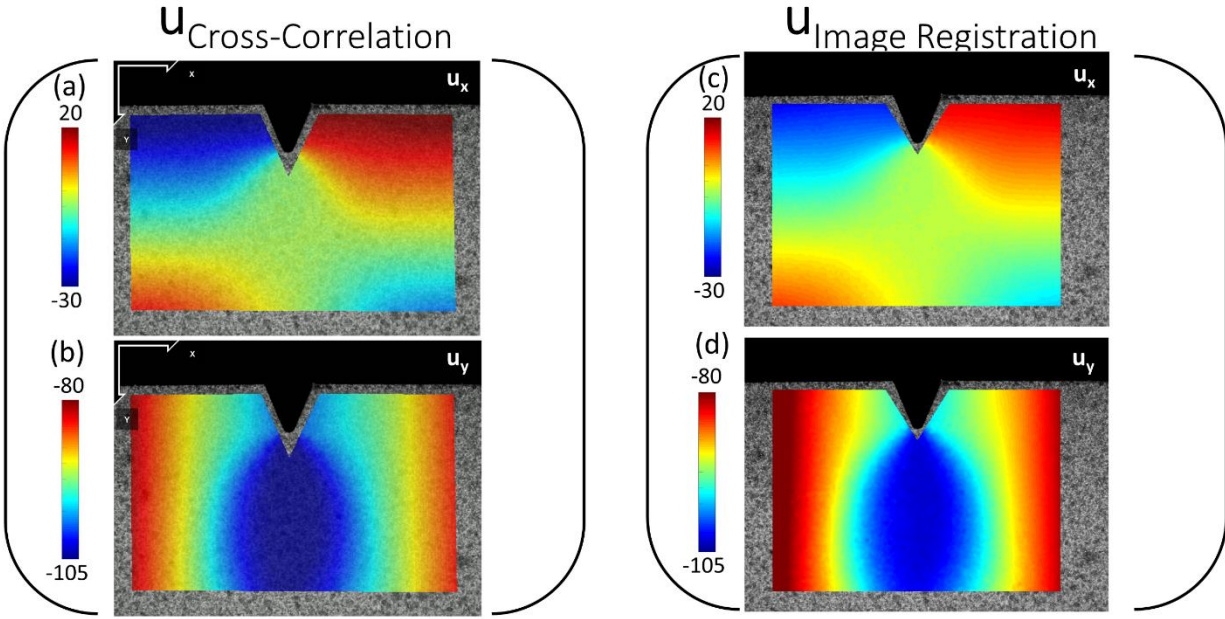 uCross-Correlation
uImage Registration
(a)
x
Y
ux
20
-30
(c)
ux
20
-30
(b)
x
Y
uy
-80
-105
(d)
uy
-80
-105